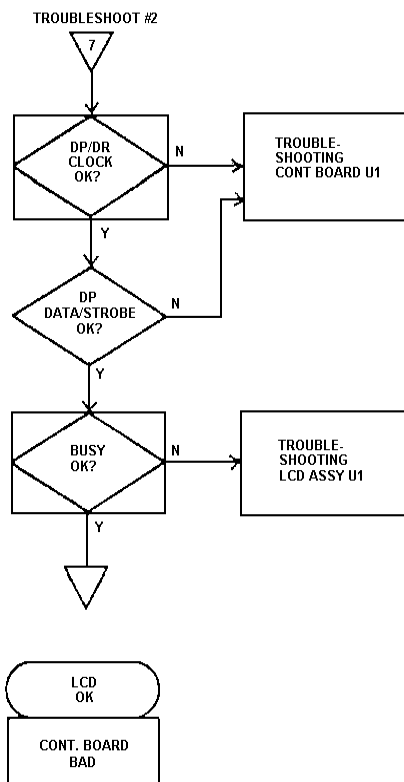 TROUBLESHOOT #2
7
DP/DR
CLOCK
OK?
N
TROUBLE-
SHOOTING
CONT BOARD U1
Y
DP
DATA/STROBE
OK?
N
Y
BUSY
OK?
N
TROUBLE-
SHOOTING
LCD ASSY U1
Y
LCD
OK
CONT. BOARD
BAD